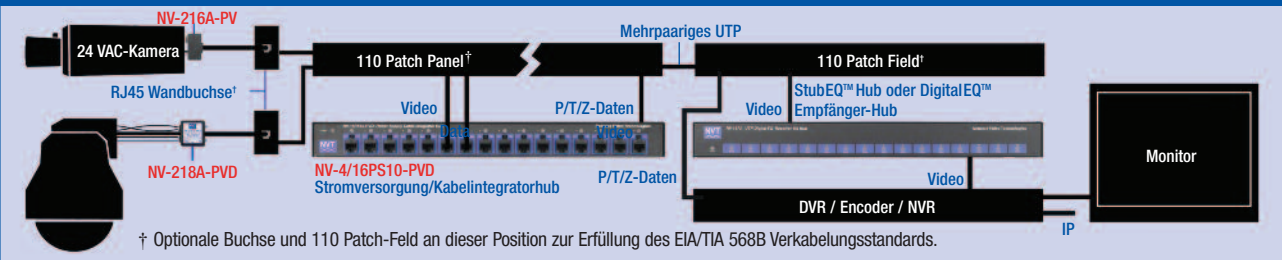 NV-216A-PV
24 VAC-Kamera
RJ45 Wandbuchse†
NV-218A-PVD
110 Patch Panel†
Mehrpaariges UTP
110 Patch Field†
Video
Data
P/T/Z-Daten
Video
NVT
NV-4/16PS10-PVD
Stromversorgung/Kabelintegratorhub
StubEQ™ Hub oder DigitalEQ™
Empfänger-Hub
Video
NVT
P/T/Z-Daten
Video
DVR / Encoder / NVR
IP
Monitor
† Optionale Buchse und 110 Patch-Feld an dieser Position zur Erfüllung des EIA/TIA 568B Verkabelungsstandards.